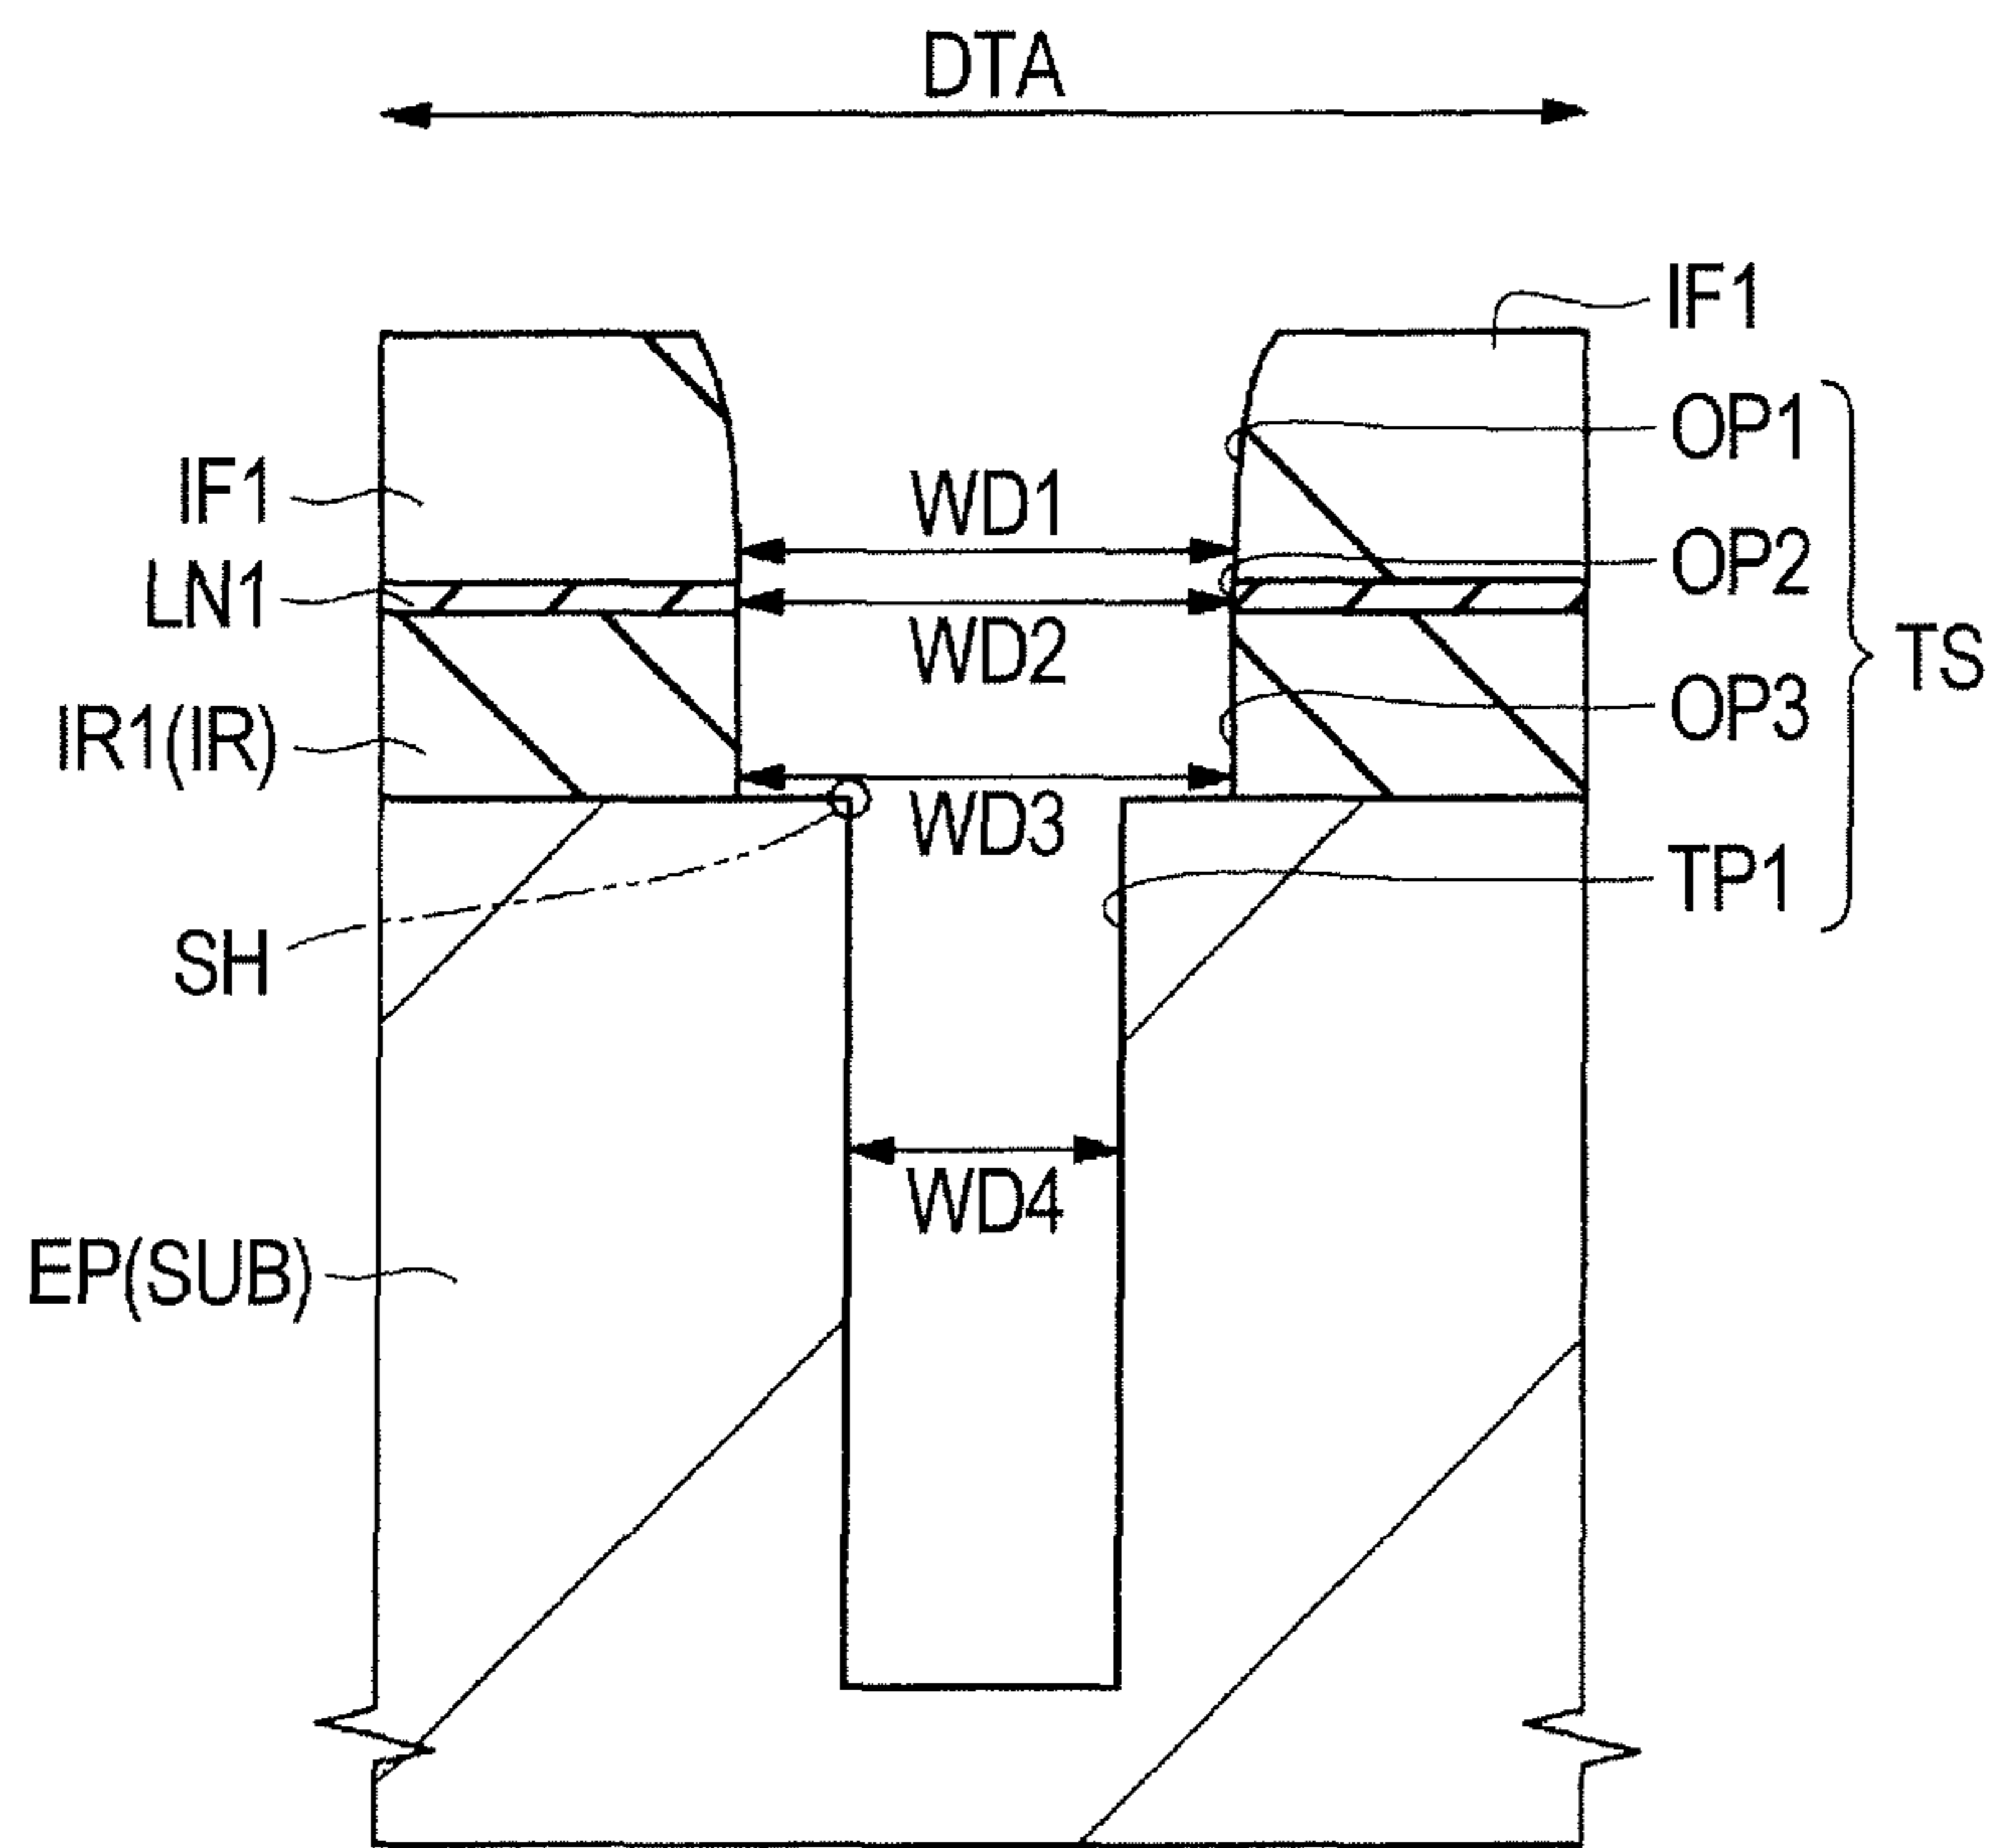 DTA
IF1
OP1
IF1
WD1
OP2
LN1
WD2
TS
OP3
IR1(IR)
WD3
TP1
SH
WD4
EP(SUB)